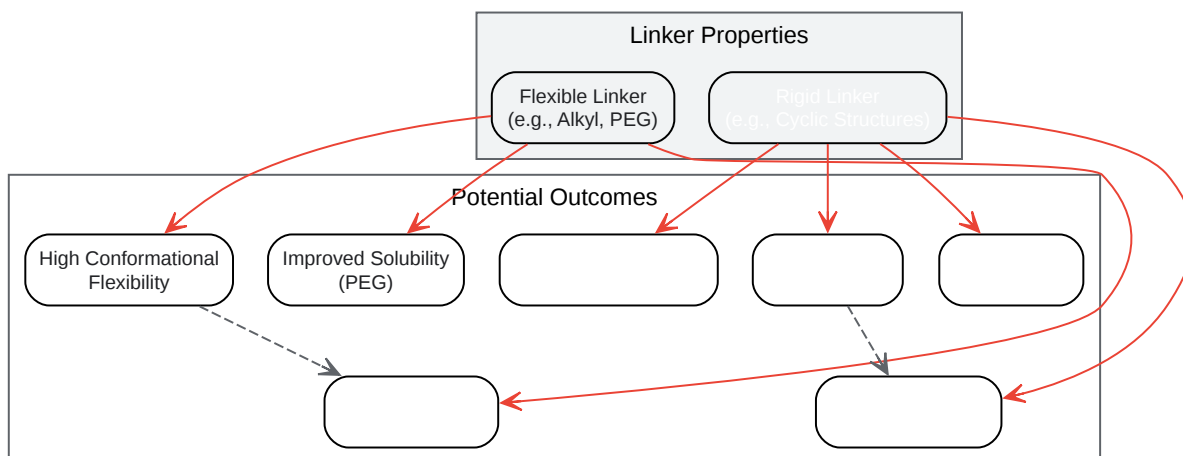 Linker Properties
Flexible Linker
(e.g., Alkyl, PEG)
Rigid Linker
(e.g., Cyclic Structures)
Potential Outcomes
High Conformational
Flexibility
Improved Solubility
(PEG)